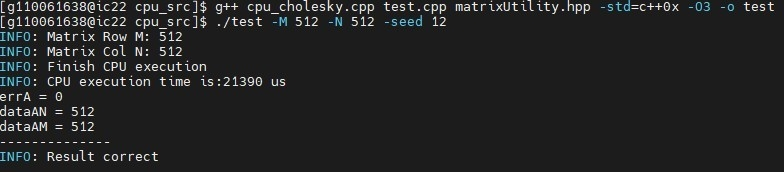 [g110061638@ic22 cpu_src]$ g++ cpu_cholesky.cpp test.cpp matrixUtility.hpp -std=c++0x -O3 -o test
[g110061638@ic22 cpu_src]$ ./test -M 512 -N 512 -seed 12
INFO: Matrix Row M: 512
INFO: Matrix Col N: 512
INFO: Finish CPU execution
INFO: CPU execution time is:21390 us
errA = 0
dataAN = 512
dataAM = 512
--------------
INFO: Result correct